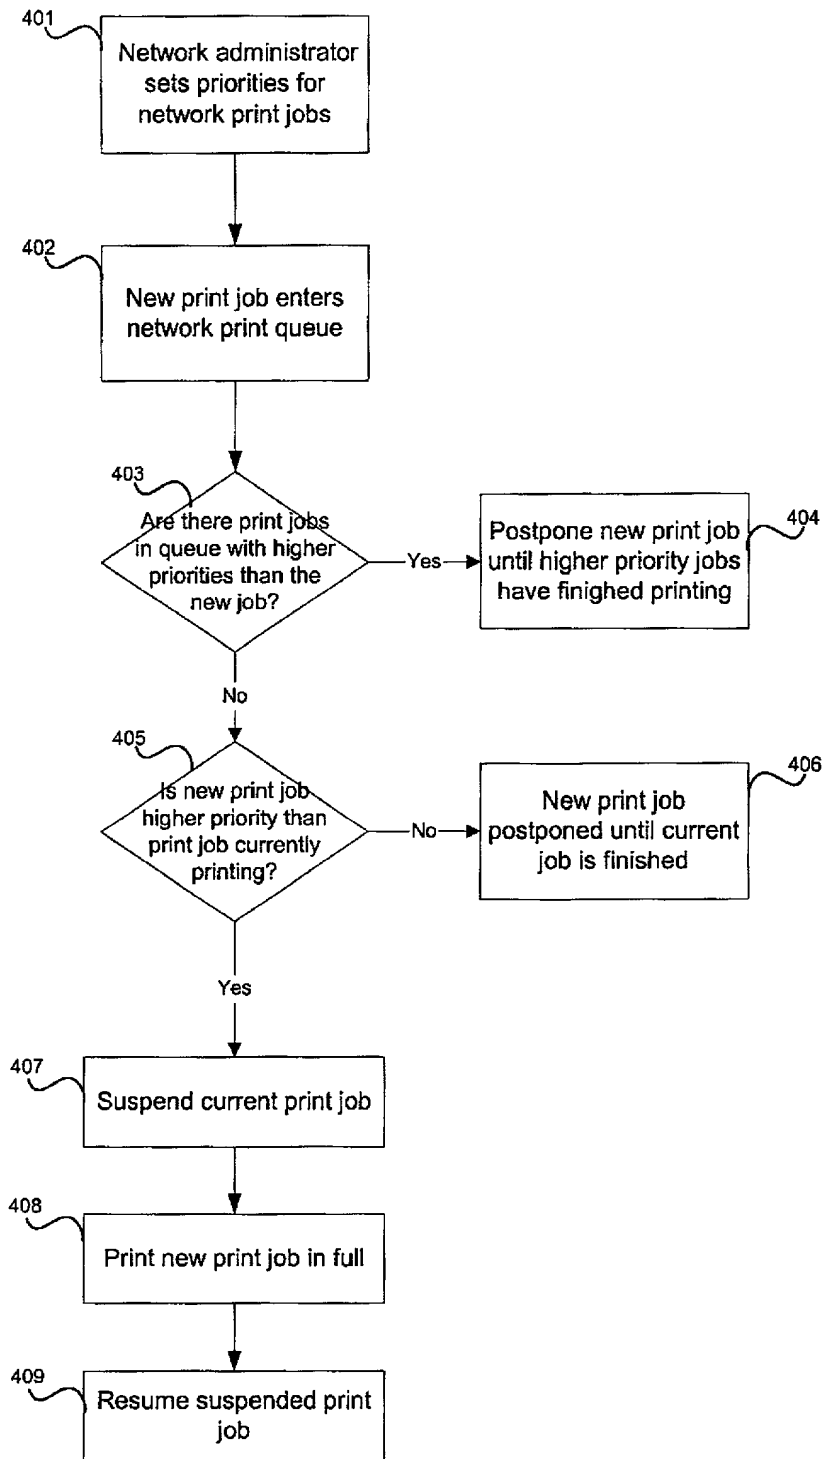 401
Network administrator
sets priorities for
network print jobs
402
New print job enters
network print queue
403
Are there print jobs
in queue with higher
priorities than the
new job?
Yes
Postpone new print job
until higher priority jobs
have finighed printing
404
No
405
Is new print job
higher priority than
print job currently
printing?
No
New print job
postponed until current
job is finished
406
Yes
407
Suspend current print job
408
Print new print job in full
409
Resume suspended print
job